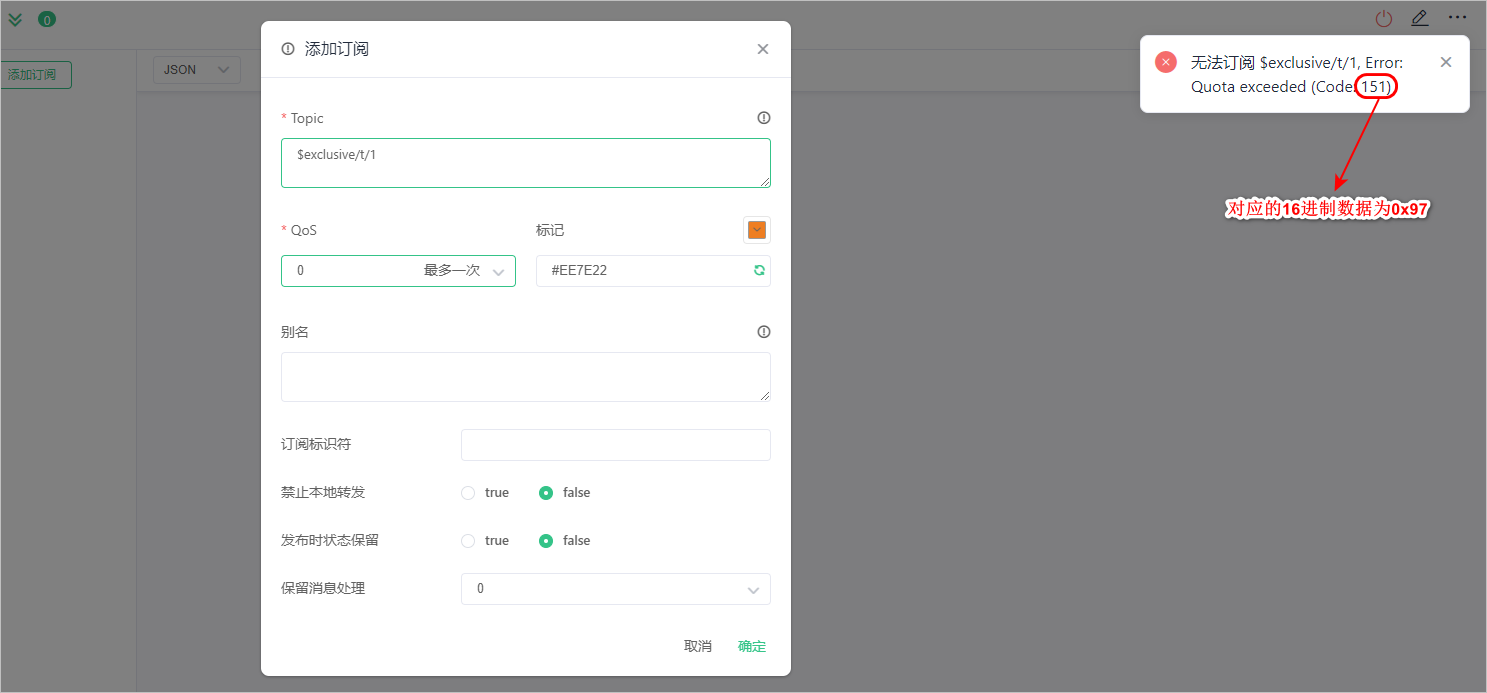 0
添加订阅
JSON
添加订阅
* Topic
$exclusive/t/1
* QoS
标记
0 最多一次
#EE7E22
别名
订阅标识符
禁止本地转发
true
false
发布时状态保留
true
false
保留消息处理
0
取消
确定
无法订阅 $exclusive/t/1, Error:
Quota exceeded (Code: 151)
对应的16进制数据为0x97